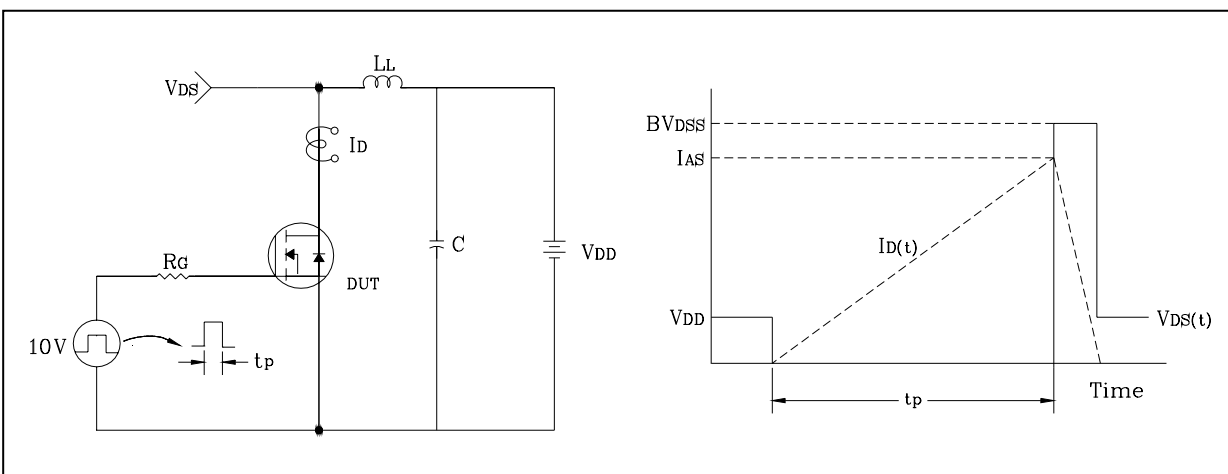 LL
VDS
ID
C
VDD
RG
DUT
10V
tp
BVDSS
IAS
ID(t)
VDD
VDS(t)
tp
Time